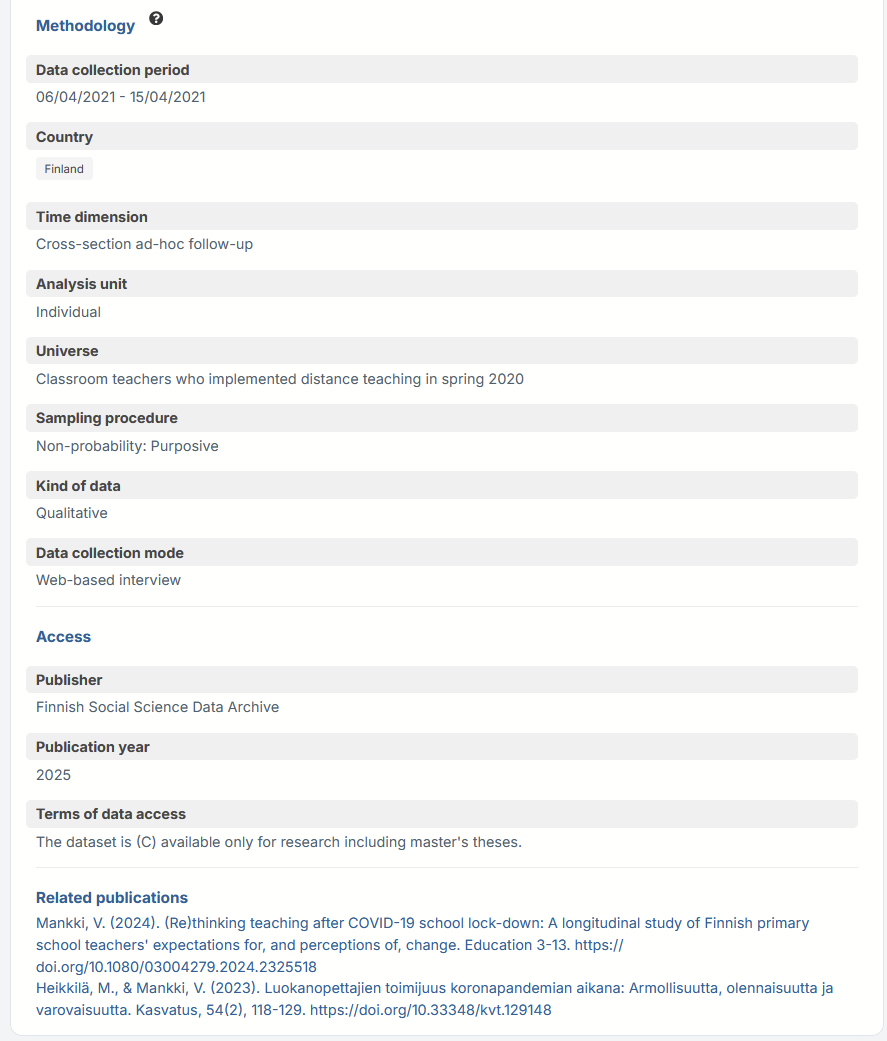 Methodology ?
Data collection period
06/04/2021 - 15/04/2021
Country
Finland
Time dimension
Cross-section ad-hoc follow-up
Analysis unit
Individual
Universe
Classroom teachers who implemented distance teaching in spring 2020
Sampling procedure
Non-probability: Purposive
Kind of data
Qualitative
Data collection mode
Web-based interview
Access
Publisher
Finnish Social Science Data Archive
Publication year
2025
Terms of data access
The dataset is (C) available only for research including master's theses.
Related publications
Mankki, V. (2024). (Re)thinking teaching after COVID-19 school lock-down: A longitudinal study of Finnish primary
school teachers' expectations for, and perceptions of, change. Education 3-13. https://
doi.org/10.1080/03004279.2024.2325518
Heikkilä, M., & Mankki, V. (2023). Luokanopettajien toimijuus koronapandemian aikana: Armollisuutta, olennaisuutta ja
varovaisuutta. Kasvatus, 54(2), 118-129. https://doi.org/10.33348/kvt.129148